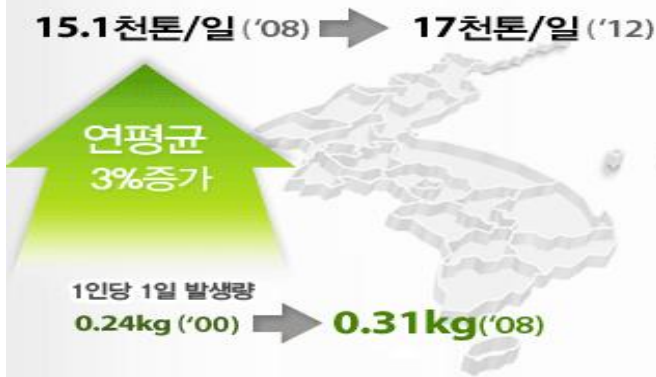 15.1천톤/일 (‘08) 17천톤/일 (‘12)
연평균
3%증가
1인당 1일 발생량
0.24kg (‘00) 0.31kg(‘08)